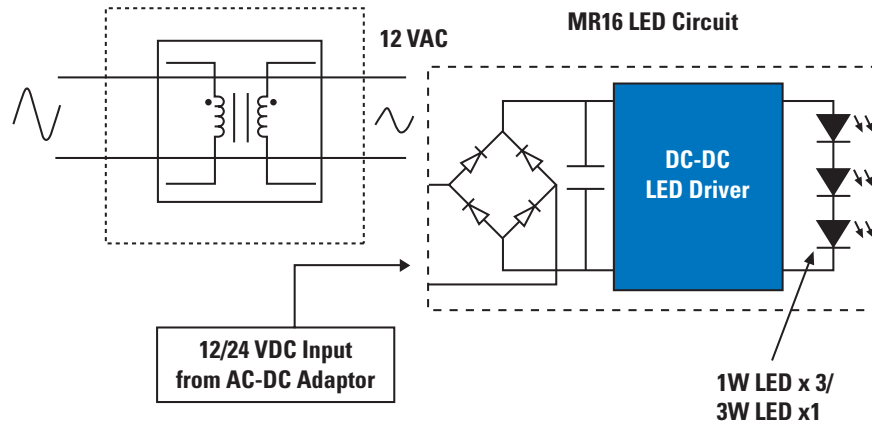 12 VAC
MR16 LED Circuit
DC-DC
LED Driver
12/24 VDC Input
from AC-DC Adaptor
1W LED x 3/
3W LED x1